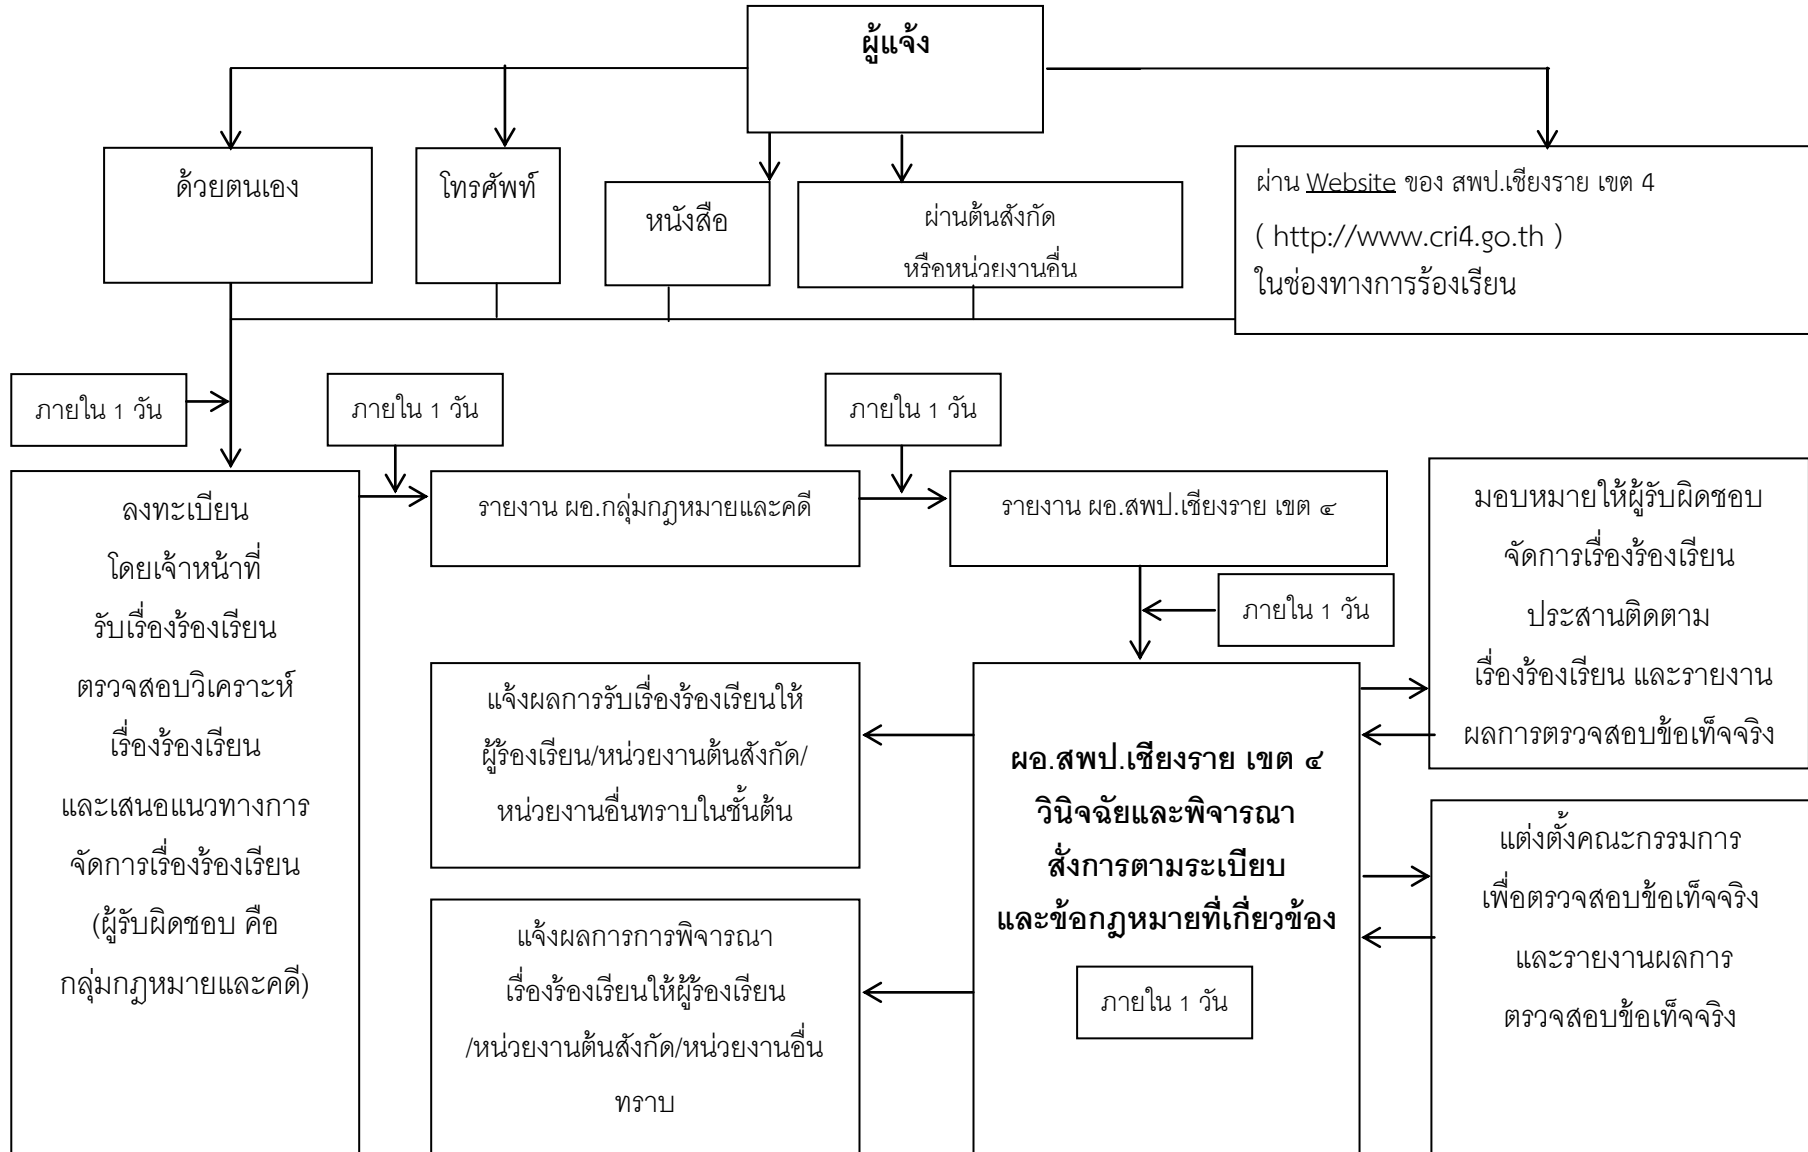 ผู้แจ้ง
ด้วยตนเอง
โทรศัพท์
หนังสือ
ผ่านต้นสังกัด
หรือหน่วยงานอื่น
ผ่าน Website ของ สพป.เชียงราย เขต 4
( http://www.cri4.go.th )
ในช่องทางการร้องเรียน
ภายใน 1 วัน
ภายใน 1 วัน
ภายใน 1 วัน
ลงทะเบียน
โดยเจ้าหน้าที่
รับเรื่องร้องเรียน
ตรวจสอบวิเคราะห์
เรื่องร้องเรียน
และเสนอแนวทางการ
จัดการเรื่องร้องเรียน
(ผู้รับผิดชอบ คือ
กลุ่มกฎหมายและคดี)
รายงาน ผอ.กลุ่มกฎหมายและคดี
รายงาน ผอ.สพป.เชียงราย เขต ๔
ภายใน 1 วัน
มอบหมายให้ผู้รับผิดชอบ
จัดการเรื่องร้องเรียน
ประสานติดตาม
เรื่องร้องเรียน และรายงาน
ผลการตรวจสอบข้อเท็จจริง
แจ้งผลการรับเรื่องร้องเรียนให้
ผู้ร้องเรียน/หน่วยงานต้นสังกัด/
หน่วยงานอื่นทราบในชั้นต้น
ผอ.สพป.เชียงราย เขต ๔
วินิจฉัยและพิจารณา
สั่งการตามระเบียบ
และข้อกฎหมายที่เกี่ยวข้อง
ภายใน 1 วัน
แต่งตั้งคณะกรรมการ
เพื่อตรวจสอบข้อเท็จจริง
และรายงานผลการ
ตรวจสอบข้อเท็จจริง
แจ้งผลการการพิจารณา
เรื่องร้องเรียนให้ผู้ร้องเรียน
/หน่วยงานต้นสังกัด/หน่วยงานอื่น
ทราบ